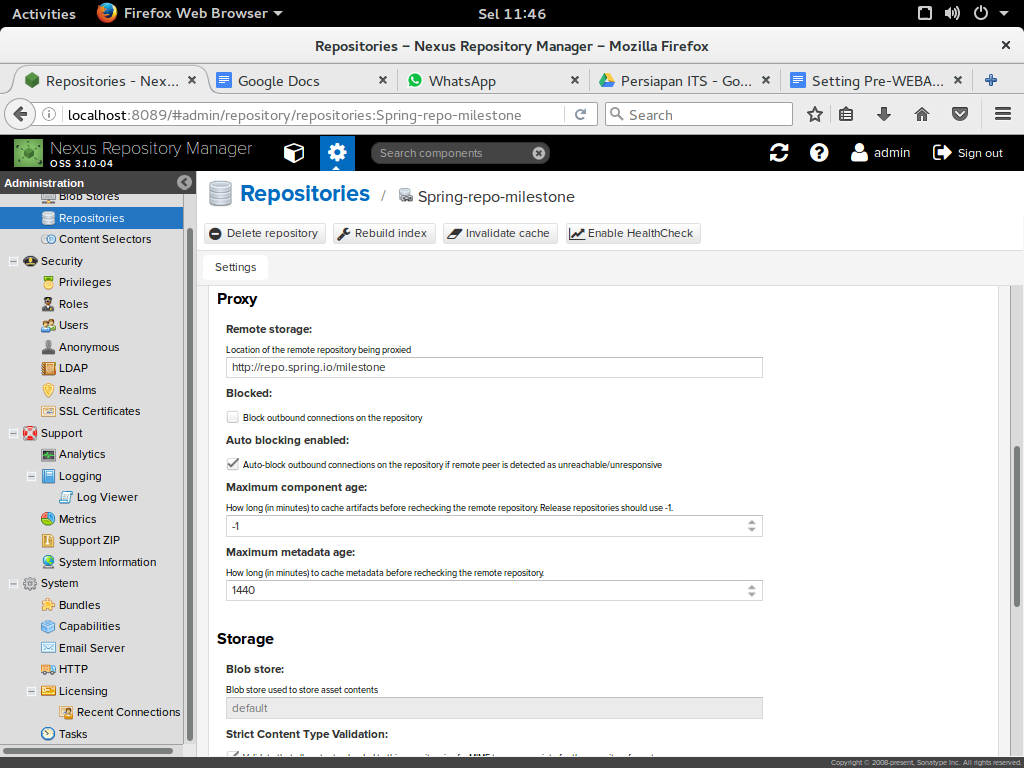 Activities Firefox Web Browser Sel 11:46
Repositories – Nexus Repository Manager – Mozilla Firefox
Repositories - Nex... Google Docs WhatsApp Persiapan ITS - Go... Setting Pre-WEBA...
localhost:8089/#admin/repository/repositories:Spring-repo-milestone Search
Nexus Repository Manager
OSS 3.1.0-04
Search components admin Sign out
Administration
Blob Stores
Repositories
Content Selectors
Security
Privileges
Roles
Users
Anonymous
LDAP
Realms
SSL Certificates
Support
Analytics
Logging
Log Viewer
Metrics
Support ZIP
System Information
System
Bundles
Capabilities
Email Server
HTTP
Licensing
Recent Connections
Tasks
Repositories / Spring-repo-milestone
Delete repository Rebuild index Invalidate cache Enable HealthCheck
Settings
Proxy
Remote storage:
Location of the remote repository being proxied
http://repo.spring.io/milestone
Blocked:
Block outbound connections on the repository
Auto blocking enabled:
Auto-block outbound connections on the repository if remote peer is detected as unreachable/unresponsive
Maximum component age:
How long (in minutes) to cache artifacts before rechecking the remote repository. Release repositories should use -1.
-1
Maximum metadata age:
How long (in minutes) to cache metadata before rechecking the remote repository.
1440
Storage
Blob store:
Blob store used to store asset contents
default
Strict Content Type Validation:
Copyright © 2008-present, Sonatype Inc. All rights reserved.